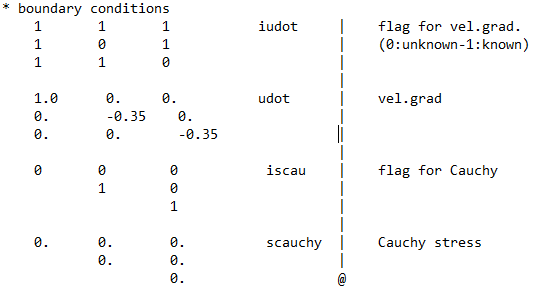 * boundary conditions
1 1 1 iudot | flag for vel.grad.
1 0 1 | (0:unknown-1:known)
1 1 0 |
|
1.0 0. 0. udot | vel.grad
0. -0.35 0. |
0. 0. -0.35 |
|
0 0 0 iscau | flag for Cauchy
1 0 |
1 |
|
0. 0. 0. scauchy | Cauchy stress
0. 0. |
0. @